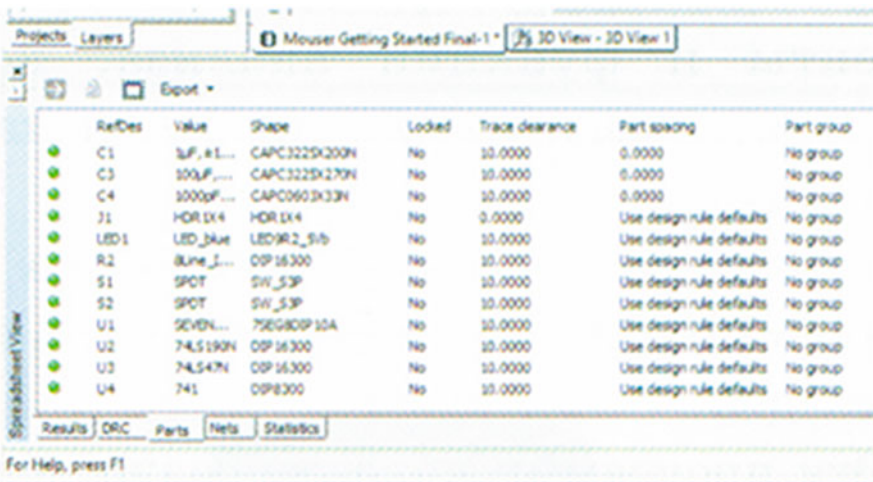 Projects Layers
Mouser Getting Started Final-1 * 3D View - 3D View 1
Export
RefDes Value Shape Locked Trace clearance Part spacing Part group
C1 1µF, ±1... CAPC3225X200N No 10.0000 0.0000 No group
C3 100µF,... CAPC3225X270N No 10.0000 0.0000 No group
C4 1000pF... CAPC0603X33N No 10.0000 0.0000 No group
J1 HDR1X4 HDR1X4 No 0.0000 Use design rule defaults No group
LED1 LED_blue LED9R2_5Vb No 10.0000 Use design rule defaults No group
R2 8Line_I... DIP16300 No 10.0000 Use design rule defaults No group
S1 SPDT SW_S3P No 10.0000 Use design rule defaults No group
S2 SPDT SW_S3P No 10.0000 Use design rule defaults No group
U1 SEVEN... 7SEG8DIP10A No 10.0000 Use design rule defaults No group
U2 74LS190N DIP16300 No 10.0000 Use design rule defaults No group
U3 74LS47N DIP16300 No 10.0000 Use design rule defaults No group
U4 741 DIP8300 No 10.0000 Use design rule defaults No group
Spreadsheet View
Results DRC Parts Nets Statistics
For Help, press F1